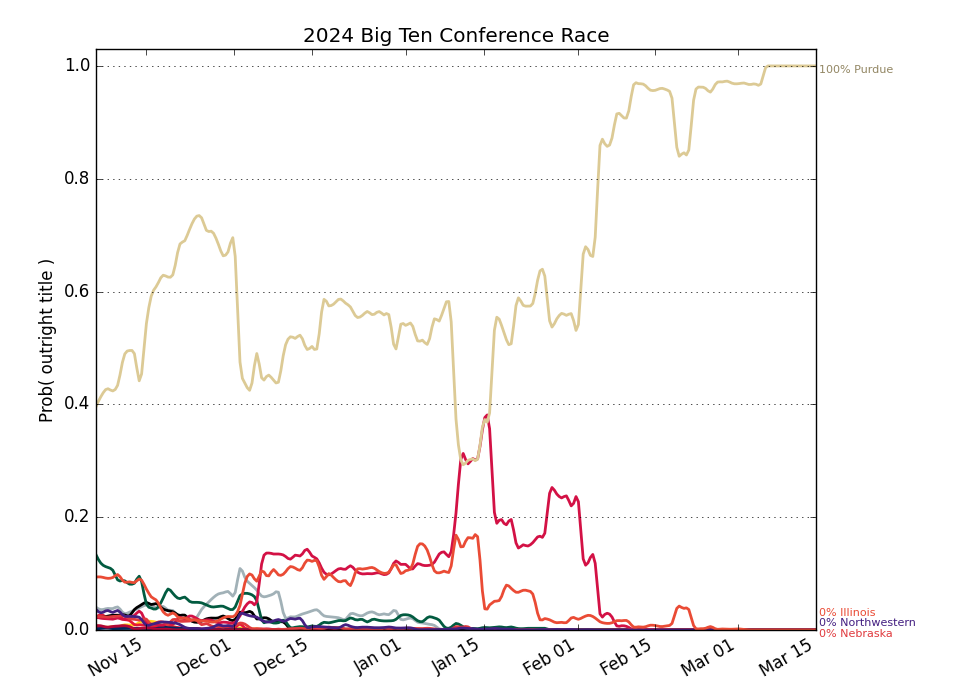 2024 Big Ten Conference Race
Prob( outright title )
1.0
0.8
0.6
0.4
0.2
0.0
100% Purdue
0% Illinois
0% Northwestern
0% Nebraska
Nov 15
Dec 01
Dec 15
Jan 01
Jan 15
Feb 01
Feb 15
Mar 01
Mar 15